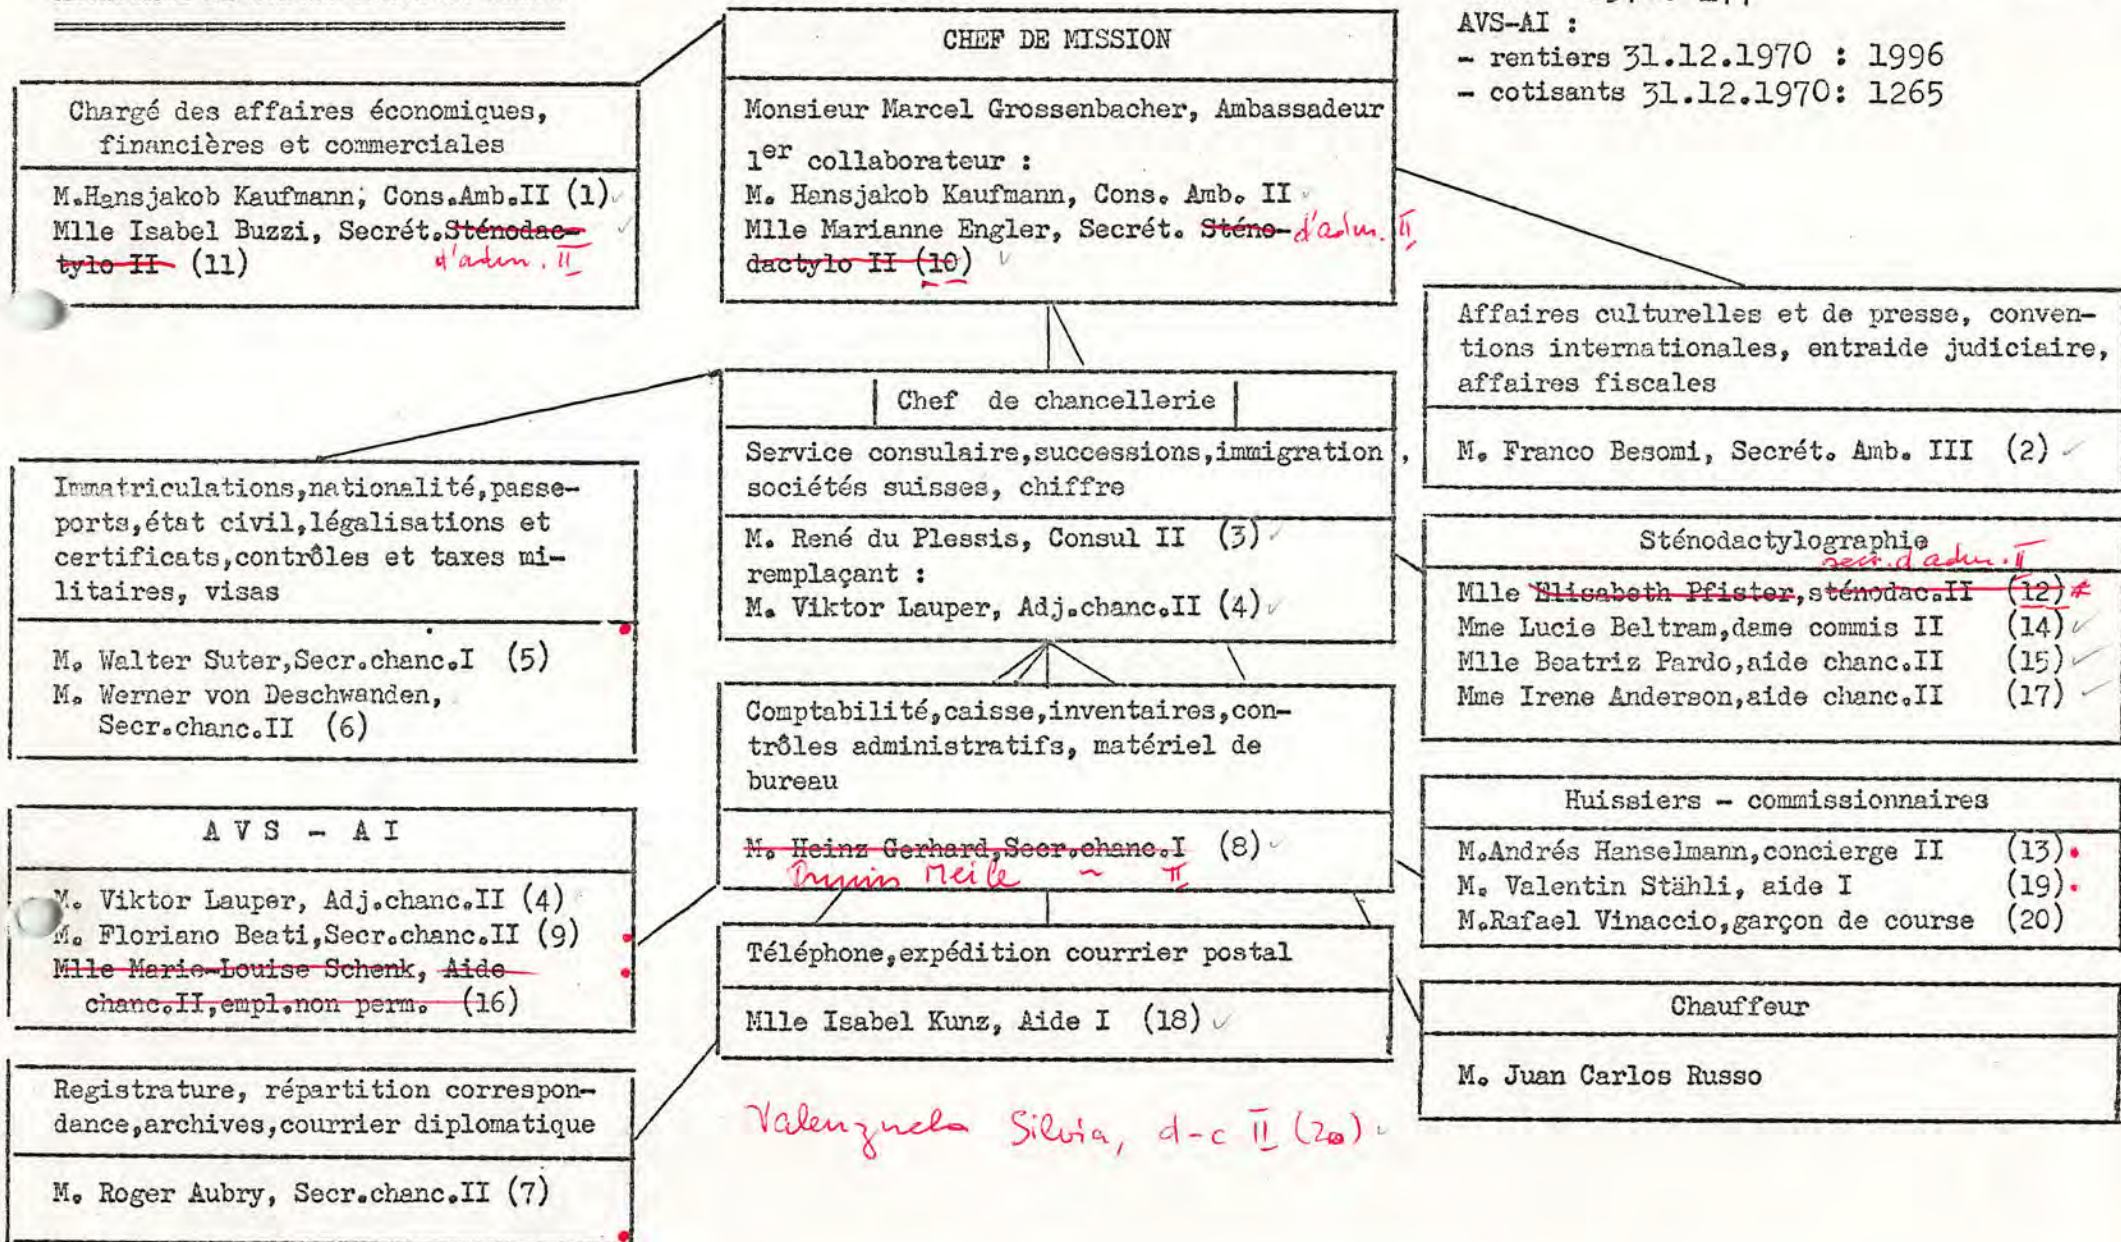 AVS-AI :
- rentiers 31.12.1970 : 1996
- cotisants 31.12.1970: 1265
CHEF DE MISSION
Monsieur Marcel Grossenbacher, Ambassadeur
1er collaborateur :
M. Hansjakob Kaufmann, Cons. Amb. II
Mlle Marianne Engler, Secrét. Sténo- d'adm. II
dactylo II (10)
Chargé des affaires économiques,
financières et commerciales
M.Hansjakob Kaufmann, Cons.Amb.II (1)
Mlle Isabel Buzzi, Secrét.Sténodac-
tylo II (11) d'adm. II
Affaires culturelles et de presse, conven-
tions internationales, entraide judiciaire,
affaires fiscales
M. Franco Besomi, Secrét. Amb. III (2)
Chef de chancellerie
Service consulaire,successions,immigration,
sociétés suisses, chiffre
M. René du Plessis, Consul II (3)
remplaçant :
M. Viktor Lauper, Adj.chanc.II (4)
Immatriculations,nationalité,passe-
ports,état civil,légalisations et
certificats,contrôles et taxes mi-
litaires, visas
M. Walter Suter,Secr.chanc.I (5)
M. Werner von Deschwanden,
Secr.chanc.II (6)
Sténodactylographie
secr. d'adm. II
Mlle Elisabeth Pfister,sténodac.II (12)
Mme Lucie Beltram,dame commis II (14)
Mlle Beatriz Pardo,aide chanc.II (15)
Mme Irene Anderson,aide chanc.II (17)
Comptabilité,caisse,inventaires,con-
trôles administratifs, matériel de
bureau
M. Heinz Gerhard,Secr.chanc.I (8)
Meile ~ II
Huissiers - commissionnaires
M.Andrés Hanselmann,concierge II (13)
M. Valentin Stähli, aide I (19)
M.Rafael Vinaccio,garçon de course (20)
A V S - A I
M. Viktor Lauper, Adj.chanc.II (4)
M. Floriano Beati,Secr.chanc.II (9)
Mlle Marie-Louise Schenk, Aide
chanc.II,empl.non perm. (16)
Téléphone,expédition courrier postal
Mlle Isabel Kunz, Aide I (18)
Chauffeur
M. Juan Carlos Russo
Registrature, répartition correspon-
dance,archives,courrier diplomatique
M. Roger Aubry, Secr.chanc.II (7)
Valenzuela Silvia, d-c II (20)